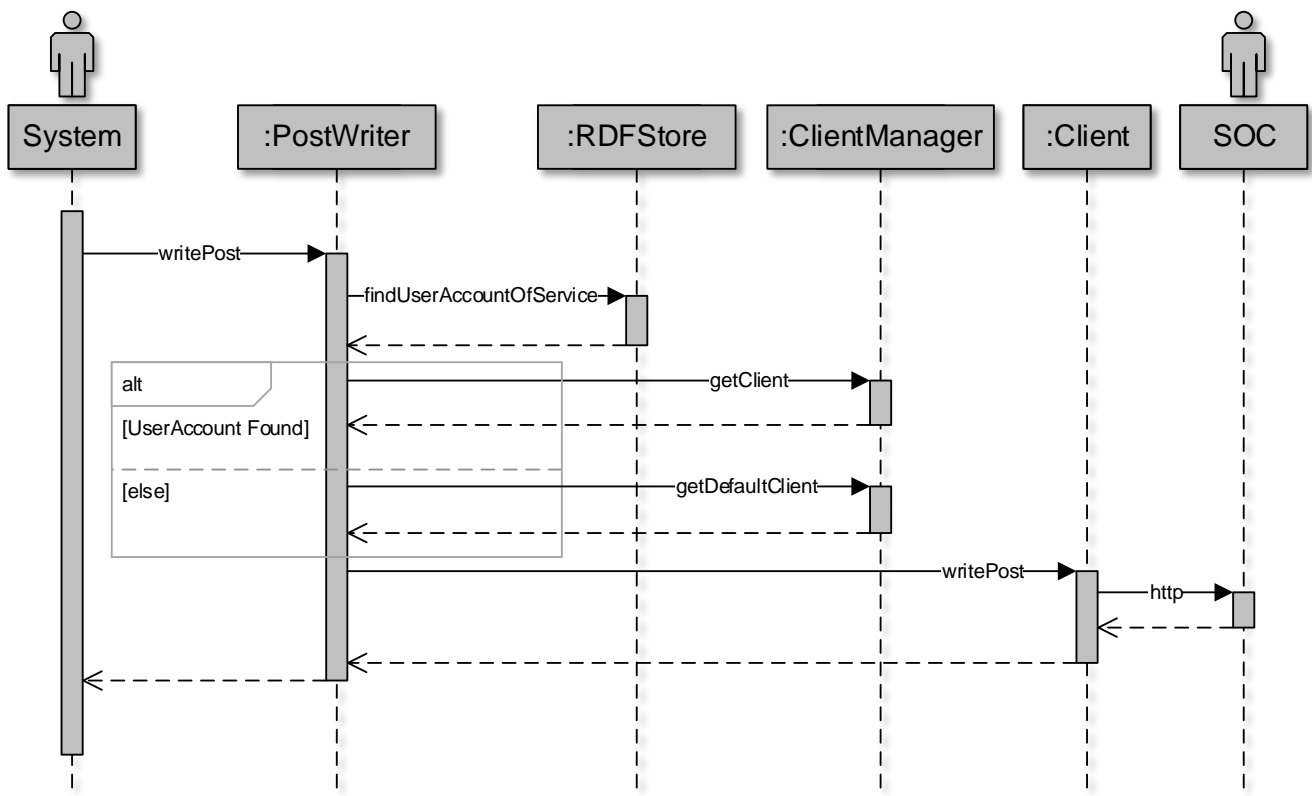 System
:PostWriter
:RDFStore
:ClientManager
:Client
SOC
writePost
findUserAccountOfService
alt
getClient
[UserAccount Found]
[else]
getDefaultClient
writePost
http